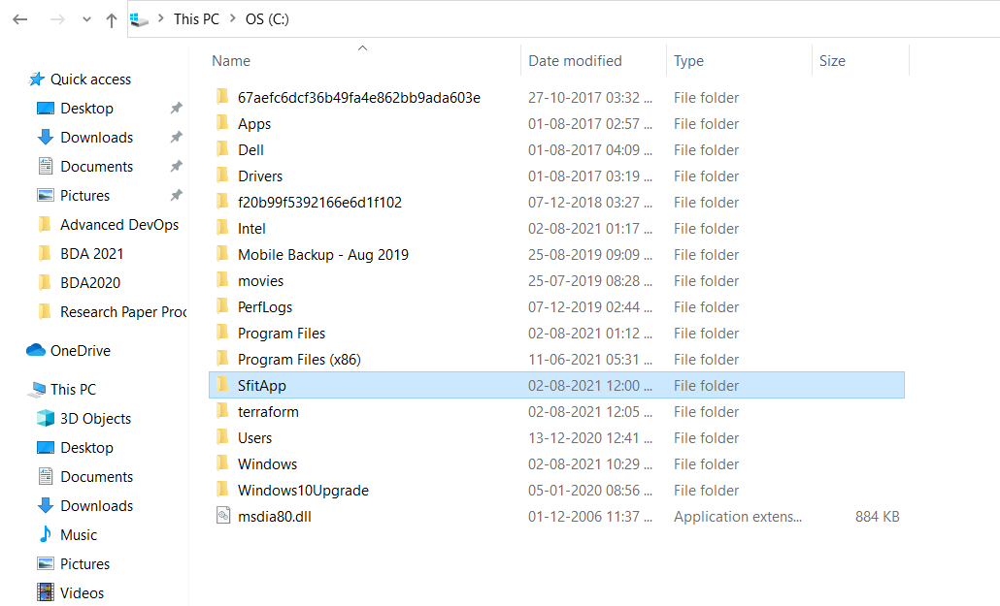 This PC > OS (C:)
Name Date modified Type Size
Quick access
Desktop
Downloads
Documents
Pictures
Advanced DevOps
BDA 2021
BDA2020
Research Paper Proc
OneDrive
This PC
3D Objects
Desktop
Documents
Downloads
Music
Pictures
Videos
67aefc6dcf36b49fa4e862bb9ada603e 27-10-2017 03:32 ... File folder
Apps 01-08-2017 02:57 ... File folder
Dell 01-08-2017 04:09 ... File folder
Drivers 01-08-2017 03:19 ... File folder
f20b99f5392166e6d1f102 07-12-2018 03:27 ... File folder
Intel 02-08-2021 01:17 ... File folder
Mobile Backup - Aug 2019 25-08-2019 09:09 ... File folder
movies 25-07-2019 08:28 ... File folder
PerfLogs 07-12-2019 02:44 ... File folder
Program Files 02-08-2021 01:12 ... File folder
Program Files (x86) 11-06-2021 05:31 ... File folder
SfitApp 02-08-2021 12:00 ... File folder
terraform 02-08-2021 12:05 ... File folder
Users 13-12-2020 12:41 ... File folder
Windows 02-08-2021 10:29 ... File folder
Windows10Upgrade 05-01-2020 08:56 ... File folder
msdia80.dll 01-12-2006 11:37 ... Application extens... 884 KB